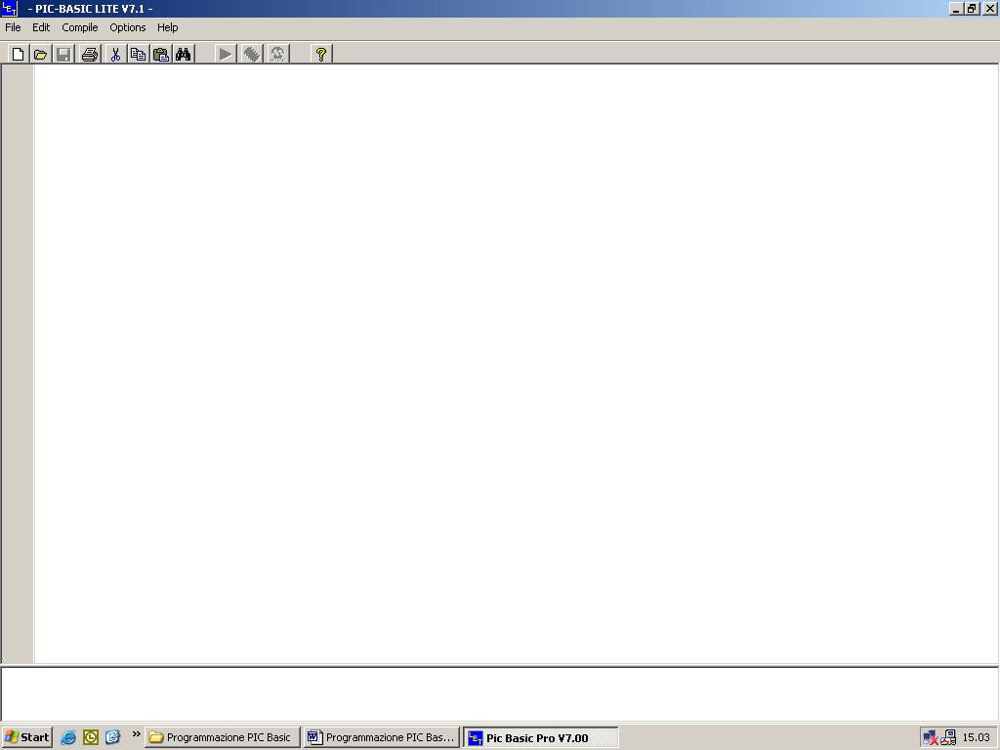 - PIC-BASIC LITE V7.1 -
File Edit Compile Options Help
Start » Programmazione PIC Basic Programmazione PIC Bas... Pic Basic Pro V7.00 15.03